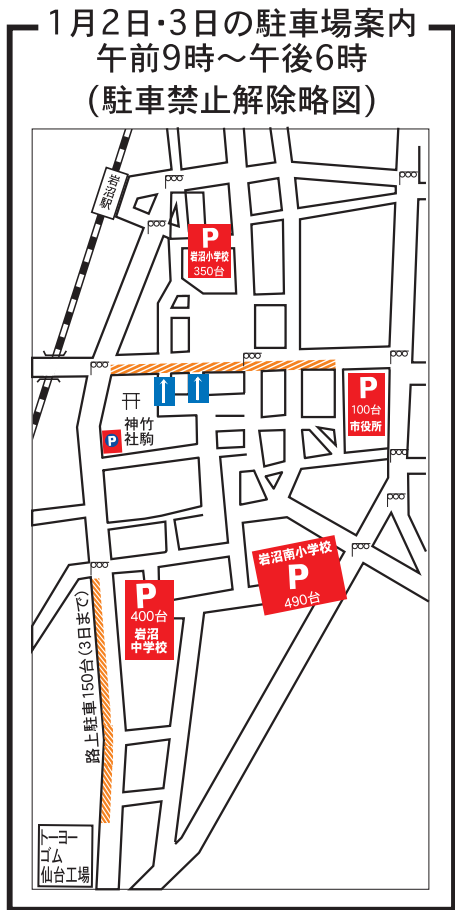 1月2日・3日の駐車場案内
午前9時～午後6時
(駐車禁止解除略図)
岩沼駅
P
岩沼小学校
350台
P
100台
市役所
竹駒
神社
P
岩沼南小学校
P
490台
P
400台
岩沼
中学校
路上駐車150台(3日まで)
トーヨー
ゴム
仙台工場